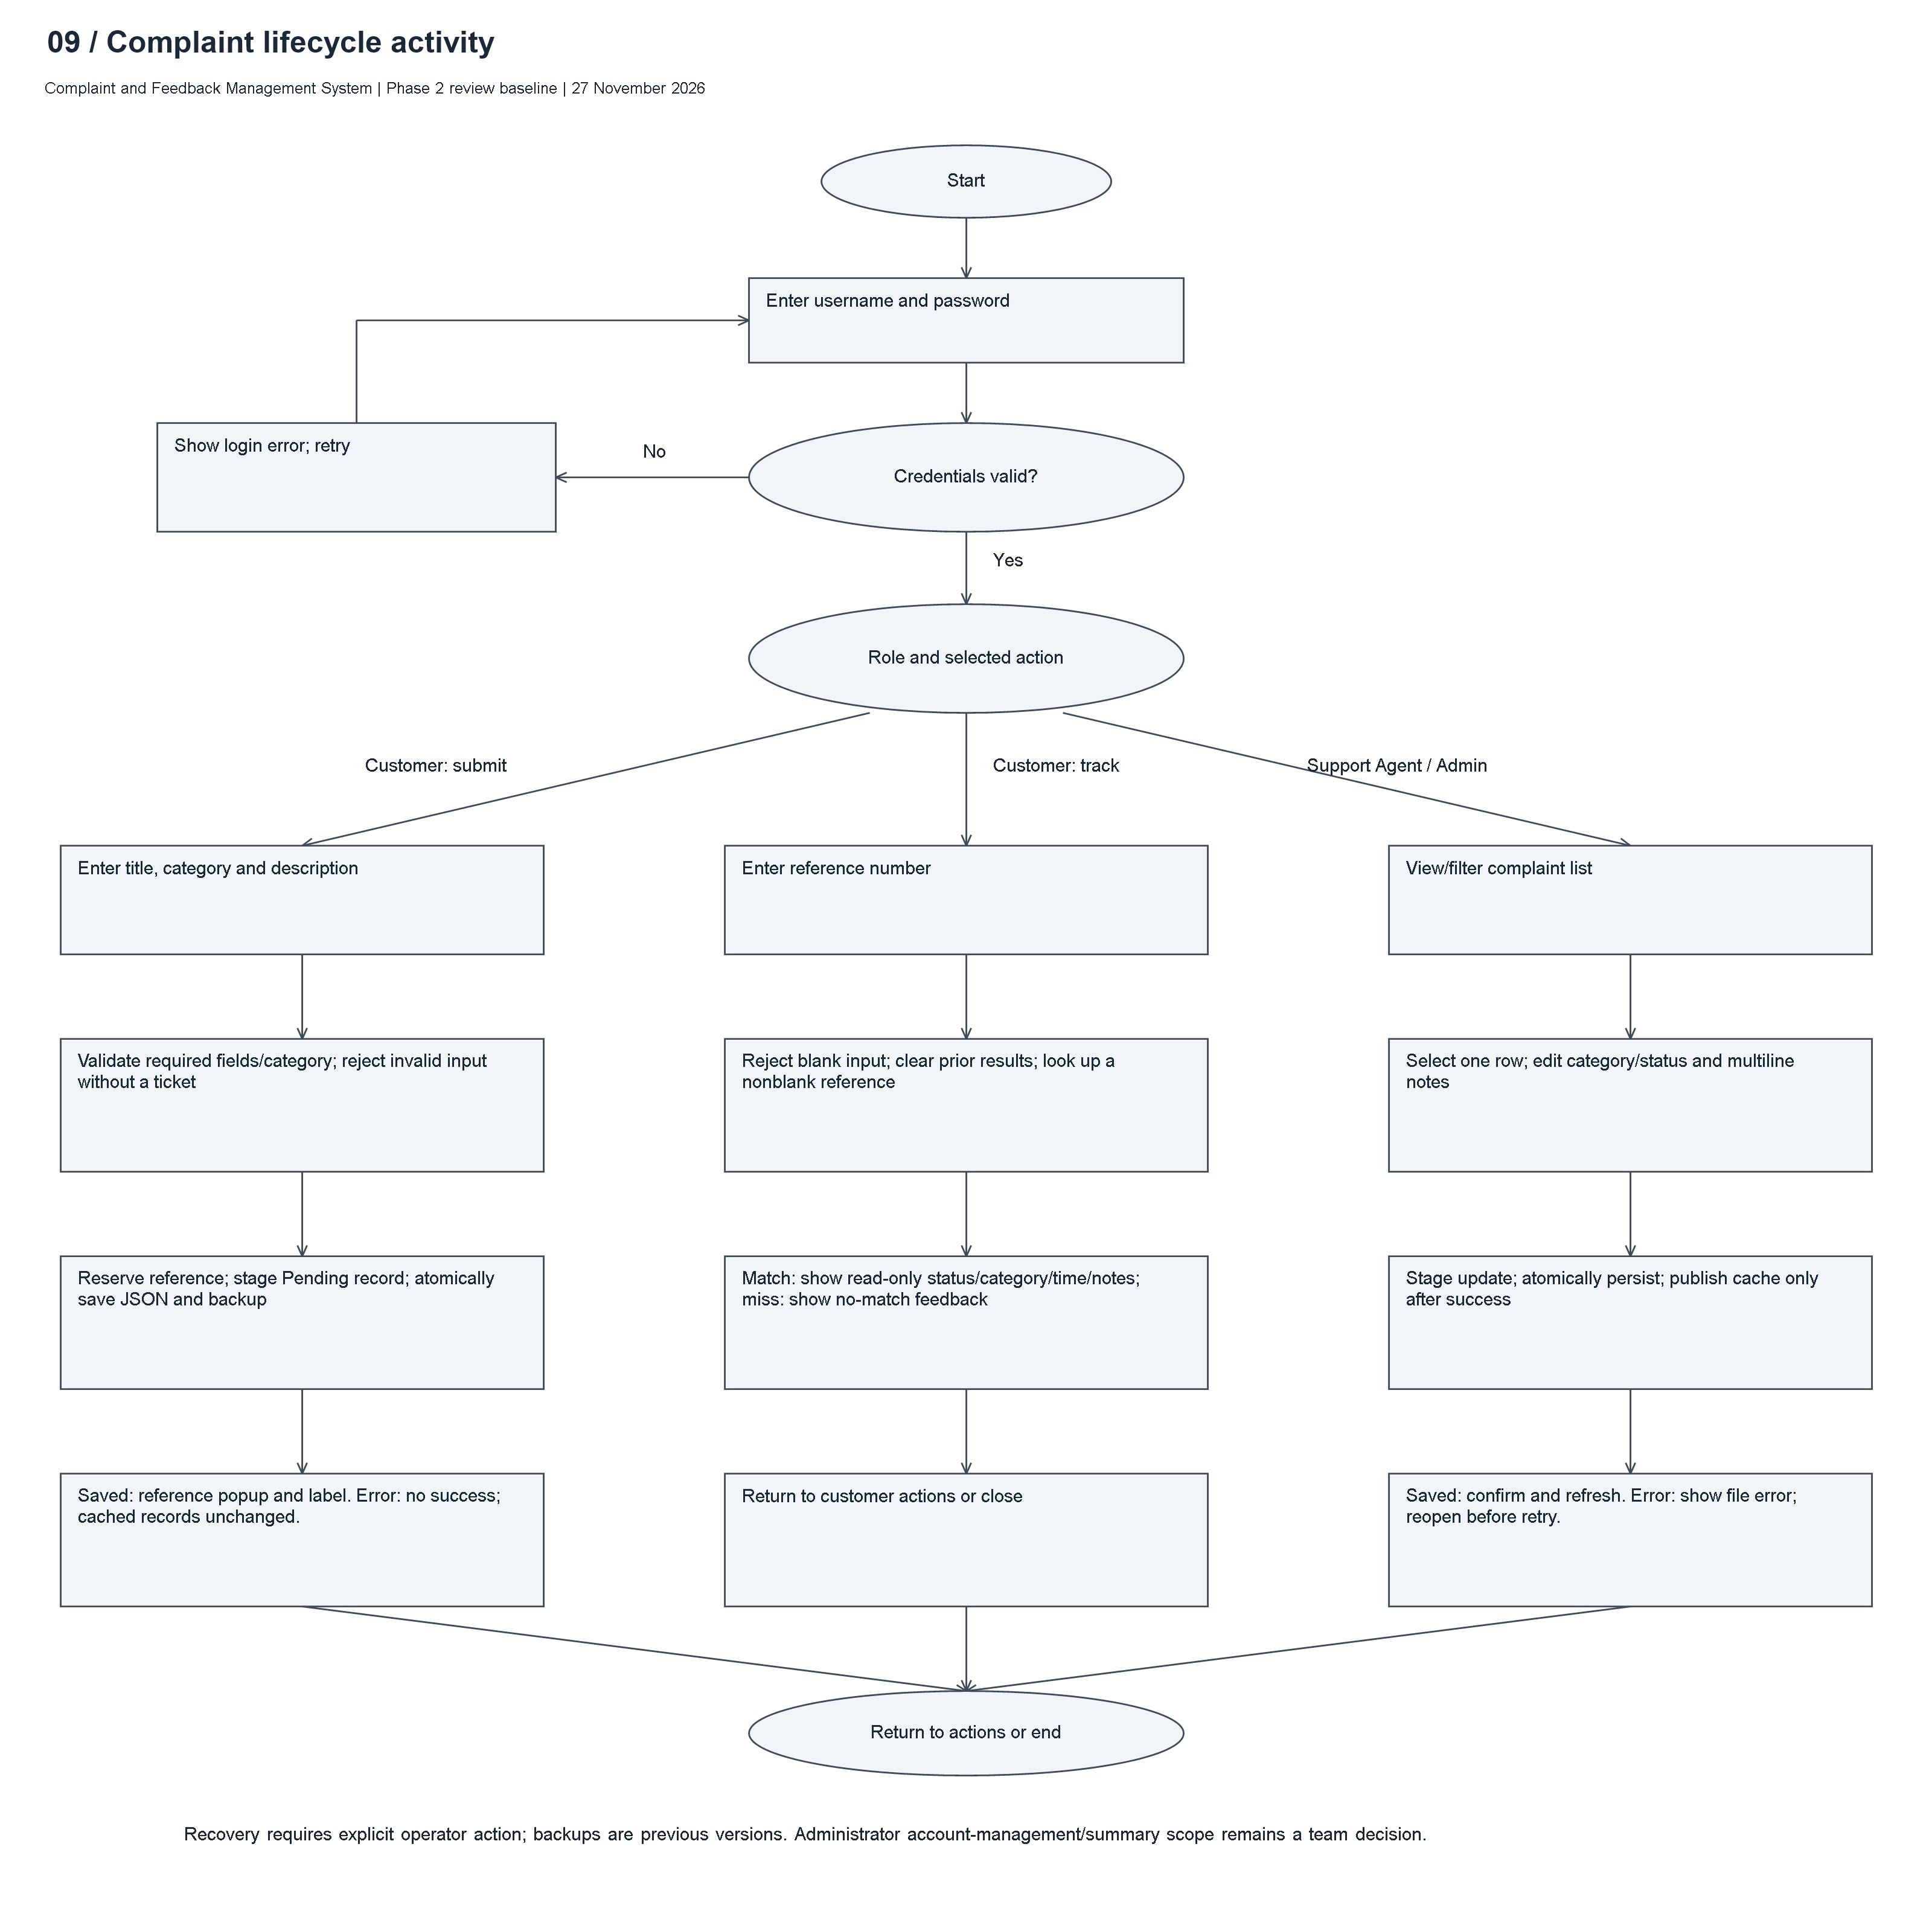 09 / Complaint lifecycle activity
Complaint and Feedback Management System | Phase 2 review baseline | 27 November 2026
Start
Enter username and password
Show login error; retry
No
Credentials valid?
Yes
Role and selected action
Customer: submit
Customer: track
Support Agent / Admin
Enter title, category and description
Enter reference number
View/filter complaint list
Validate required fields/category; reject invalid input
without a ticket
Reject blank input; clear prior results; look up a
nonblank reference
Select one row; edit category/status and multiline
notes
Reserve reference; stage Pending record; atomically
save JSON and backup
Match: show read-only status/category/time/notes;
miss: show no-match feedback
Stage update; atomically persist; publish cache only
after success
Saved: reference popup and label. Error: no success;
cached records unchanged.
Return to customer actions or close
Saved: confirm and refresh. Error: show file error;
reopen before retry.
Return to actions or end
Recovery requires explicit operator action; backups are previous versions. Administrator account-management/summary scope remains a team decision.